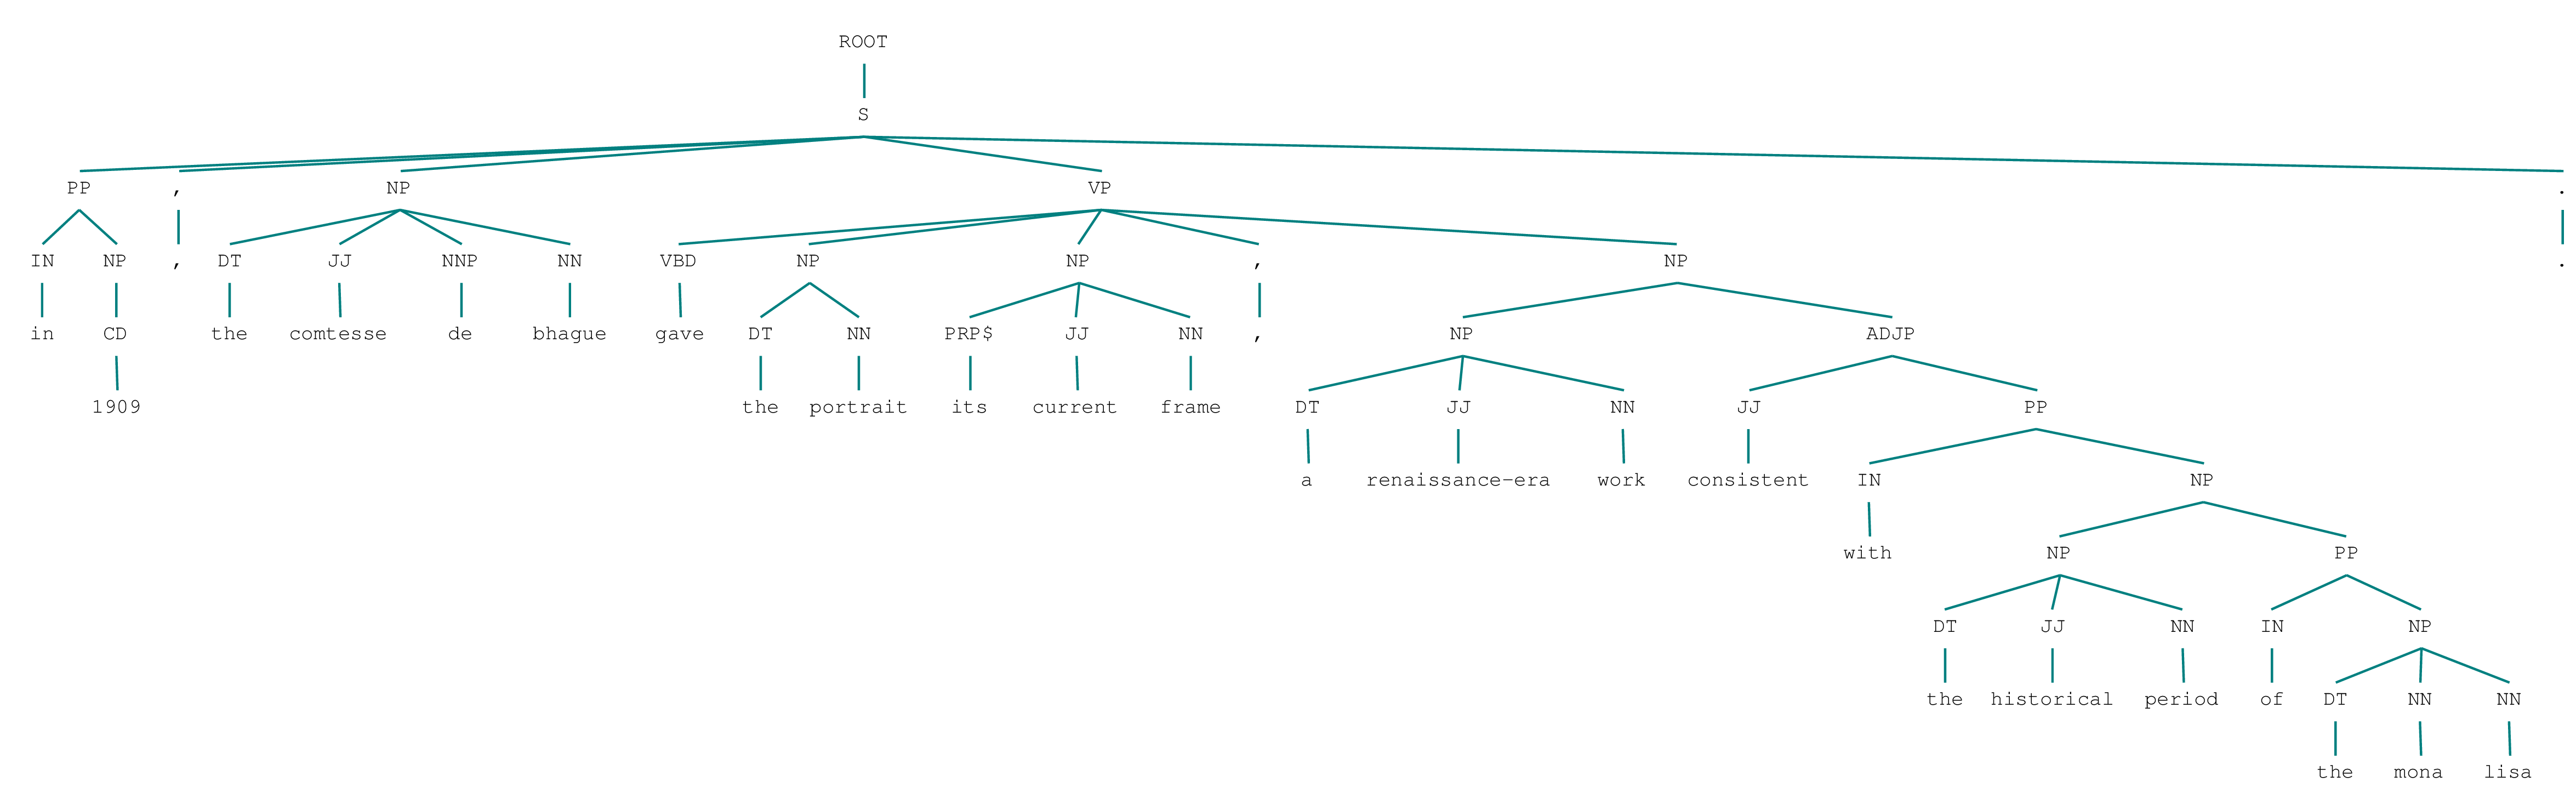 ROOT
S
PP , NP VP .
IN NP , DT JJ NNP NN VBD NP NP , NP .
in CD the comtesse de bhague gave DT NN PRP$ JJ NN , NP ADJP
1909 the portrait its current frame DT JJ NN JJ PP
a renaissance-era work consistent IN NP
with NP PP
DT JJ NN IN NP
the historical period of DT NN NN
the mona lisa